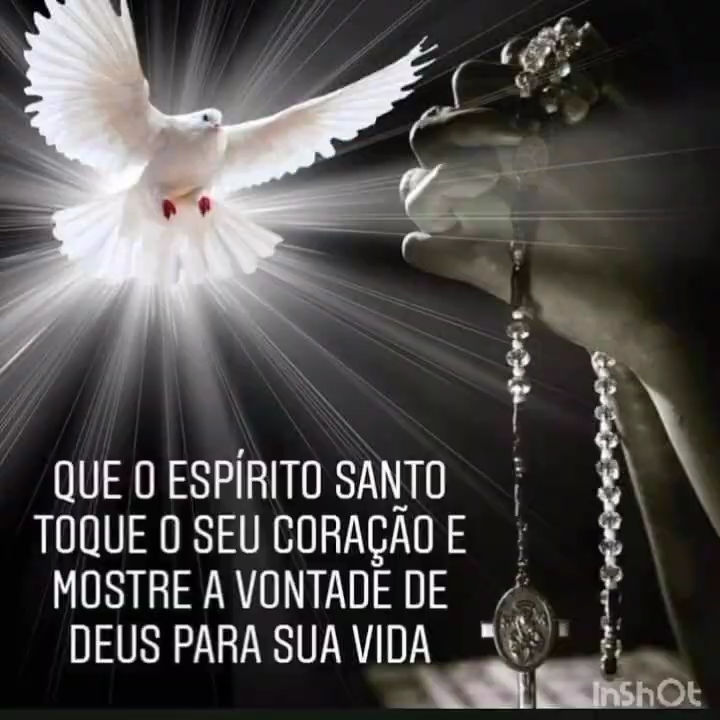 QUE O ESPÍRITO SANTO
TOQUE O SEU CORAÇÃO E
MOSTRE A VONTADE DE
DEUS PARA SUA VIDA
InShOt